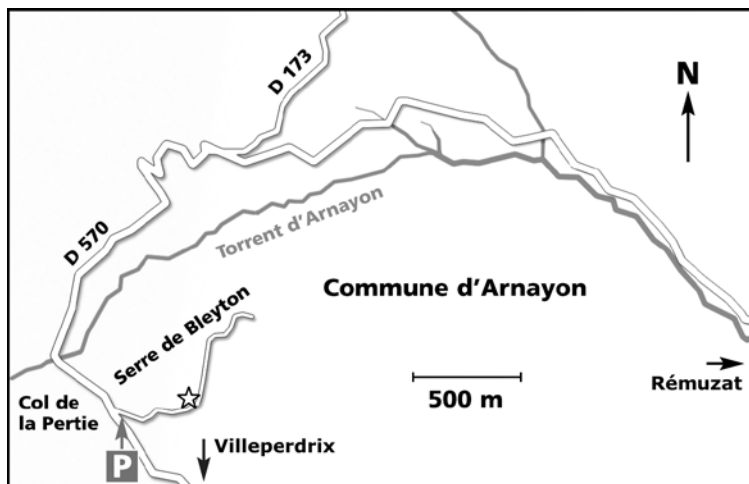 D 173
N
D 570
Torrent d'Arnayon
Commune d'Arnayon
Serre de Bleyton
500 m
Rémuzat
Col de
la Pertie
Villeperdrix
P